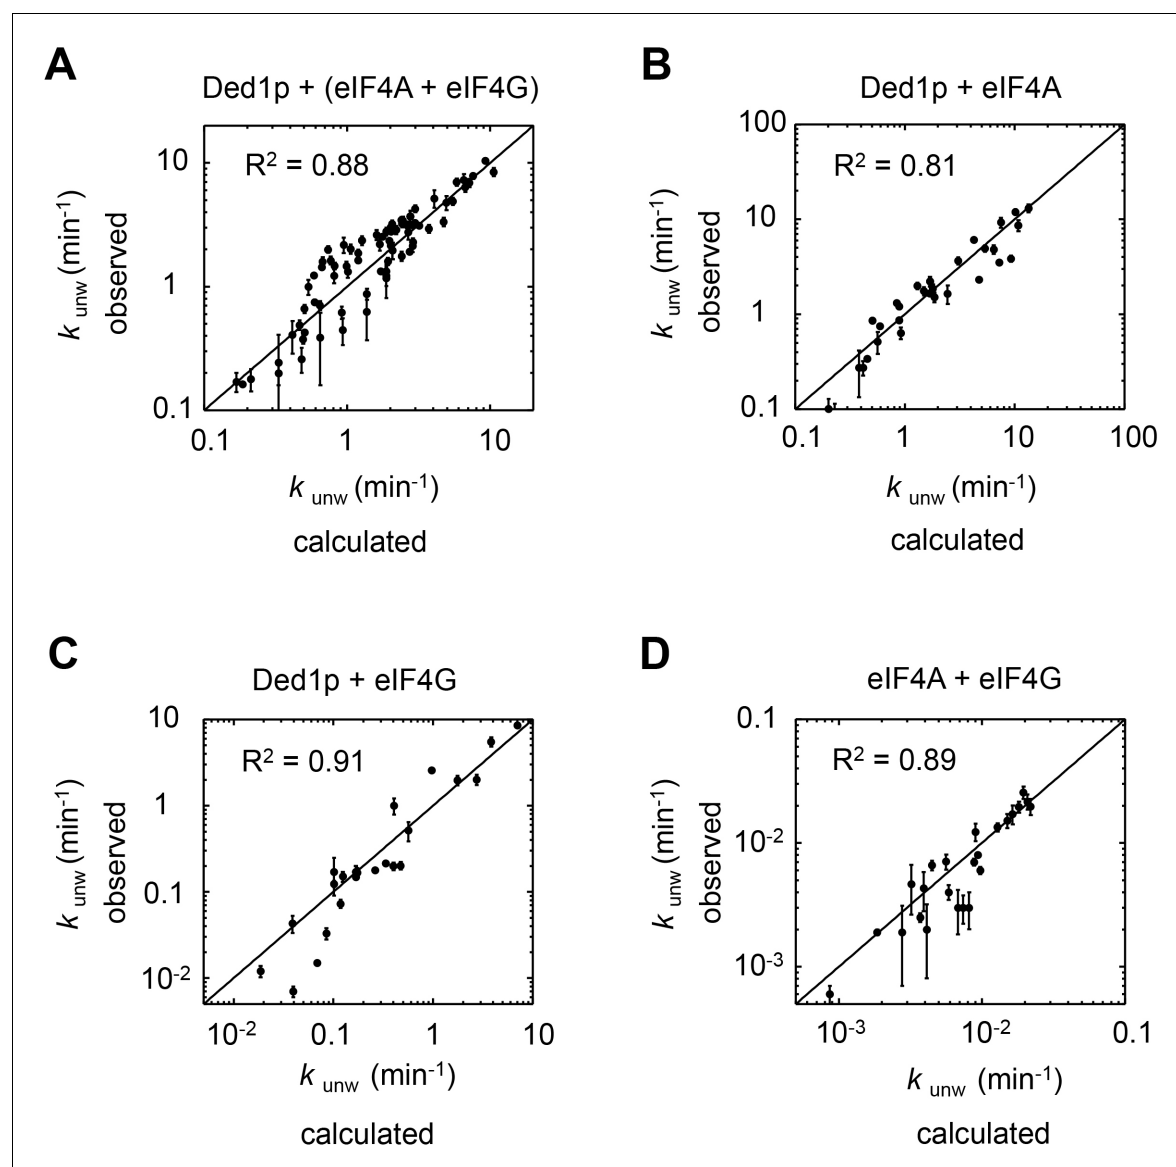 A
Ded1p + (eIF4A + eIF4G)
R² = 0.88
10
1
0.1
0.1
1
10
k unw (min⁻¹)
observed
k unw (min⁻¹)
calculated
B
Ded1p + eIF4A
R² = 0.81
100
10
1
0.1
0.1
1
10
100
k unw (min⁻¹)
observed
k unw (min⁻¹)
calculated
C
Ded1p + eIF4G
R² = 0.91
10
1
0.1
10⁻²
10⁻²
0.1
1
10
k unw (min⁻¹)
observed
k unw (min⁻¹)
calculated
D
eIF4A + eIF4G
R² = 0.89
0.1
10⁻²
10⁻³
10⁻³
10⁻²
0.1
k unw (min⁻¹)
observed
k unw (min⁻¹)
calculated